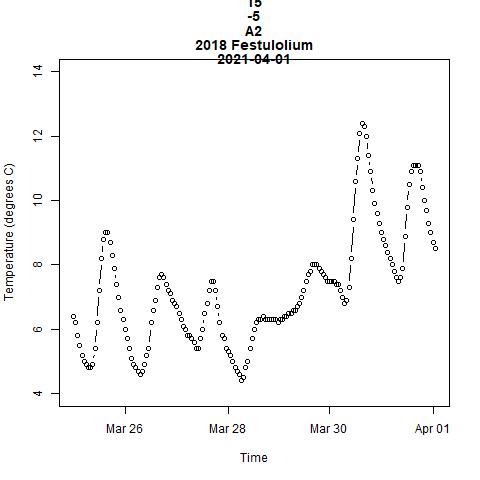 15
-5
A2
2018 Festulolium
2021-04-01
14
12
10
8
6
4
Temperature (degrees C)
Mar 26
Mar 28
Mar 30
Apr 01
Time